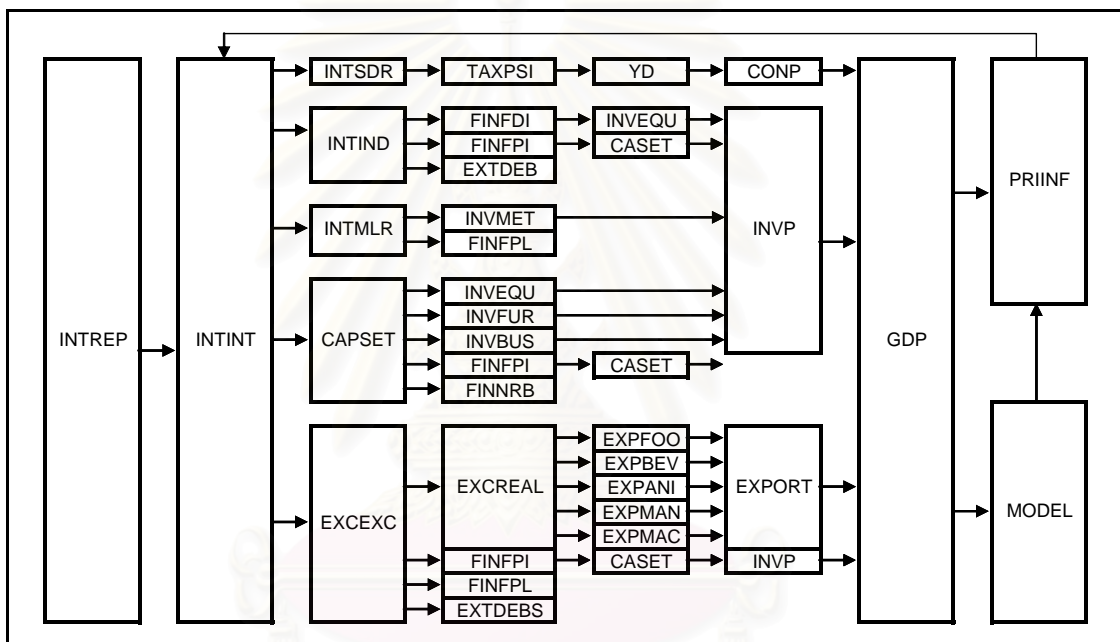 INTSDR TAXPSI YD CONP
FINFDI INVEQU
INTIND FINFPI CASET
EXTDEB
PRIINF
INTMLR INVMET
FINFPL
INVP
INVEQU
INVFUR
INTREP INTINT CAPSET INVBUS GDP
FINFPI CASET
FINNRB
EXPFOO
EXPBEV
EXCREAL EXPANI EXPORT
EXCEXC EXPMAN MODEL
EXPMAC
FINFPI CASET INVP
FINFPL
EXTDEBS